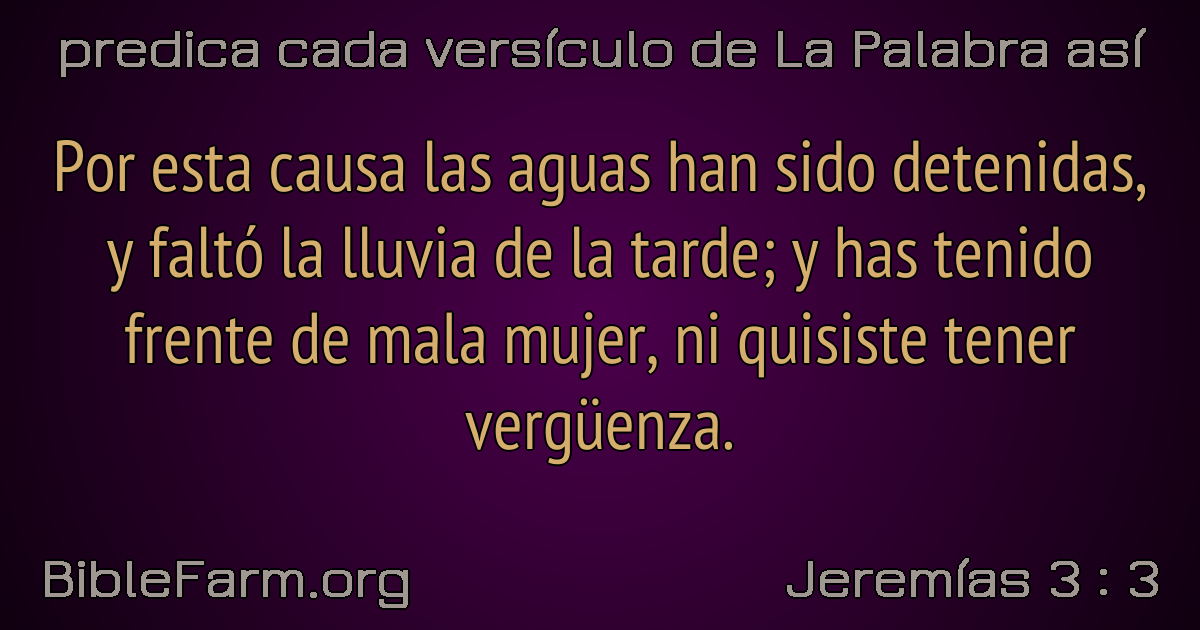 predica cada versículo de La Palabra así
Por esta causa las aguas han sido detenidas,
y faltó la lluvia de la tarde; y has tenido
frente de mala mujer, ni quisiste tener
vergüenza.
BibleFarm.org
Jeremías 3 : 3